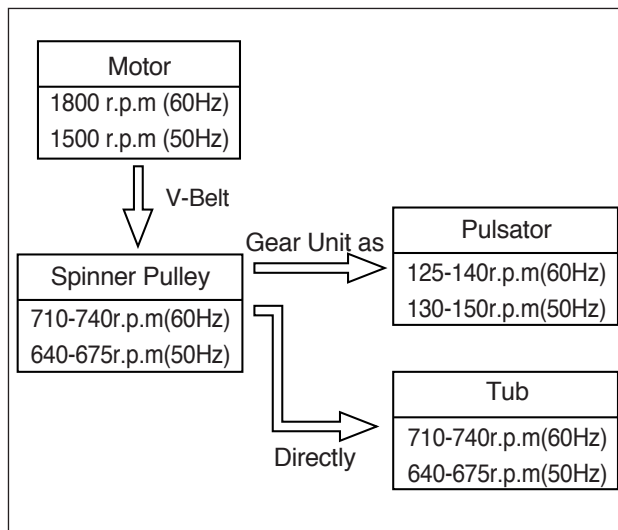 Motor
1800 r.p.m (60Hz)
1500 r.p.m (50Hz)
V-Belt
Spinner Pulley
710-740r.p.m(60Hz)
640-675r.p.m(50Hz)
Gear Unit as
Pulsator
125-140r.p.m(60Hz)
130-150r.p.m(50Hz)
Directly
Tub
710-740r.p.m(60Hz)
640-675r.p.m(50Hz)